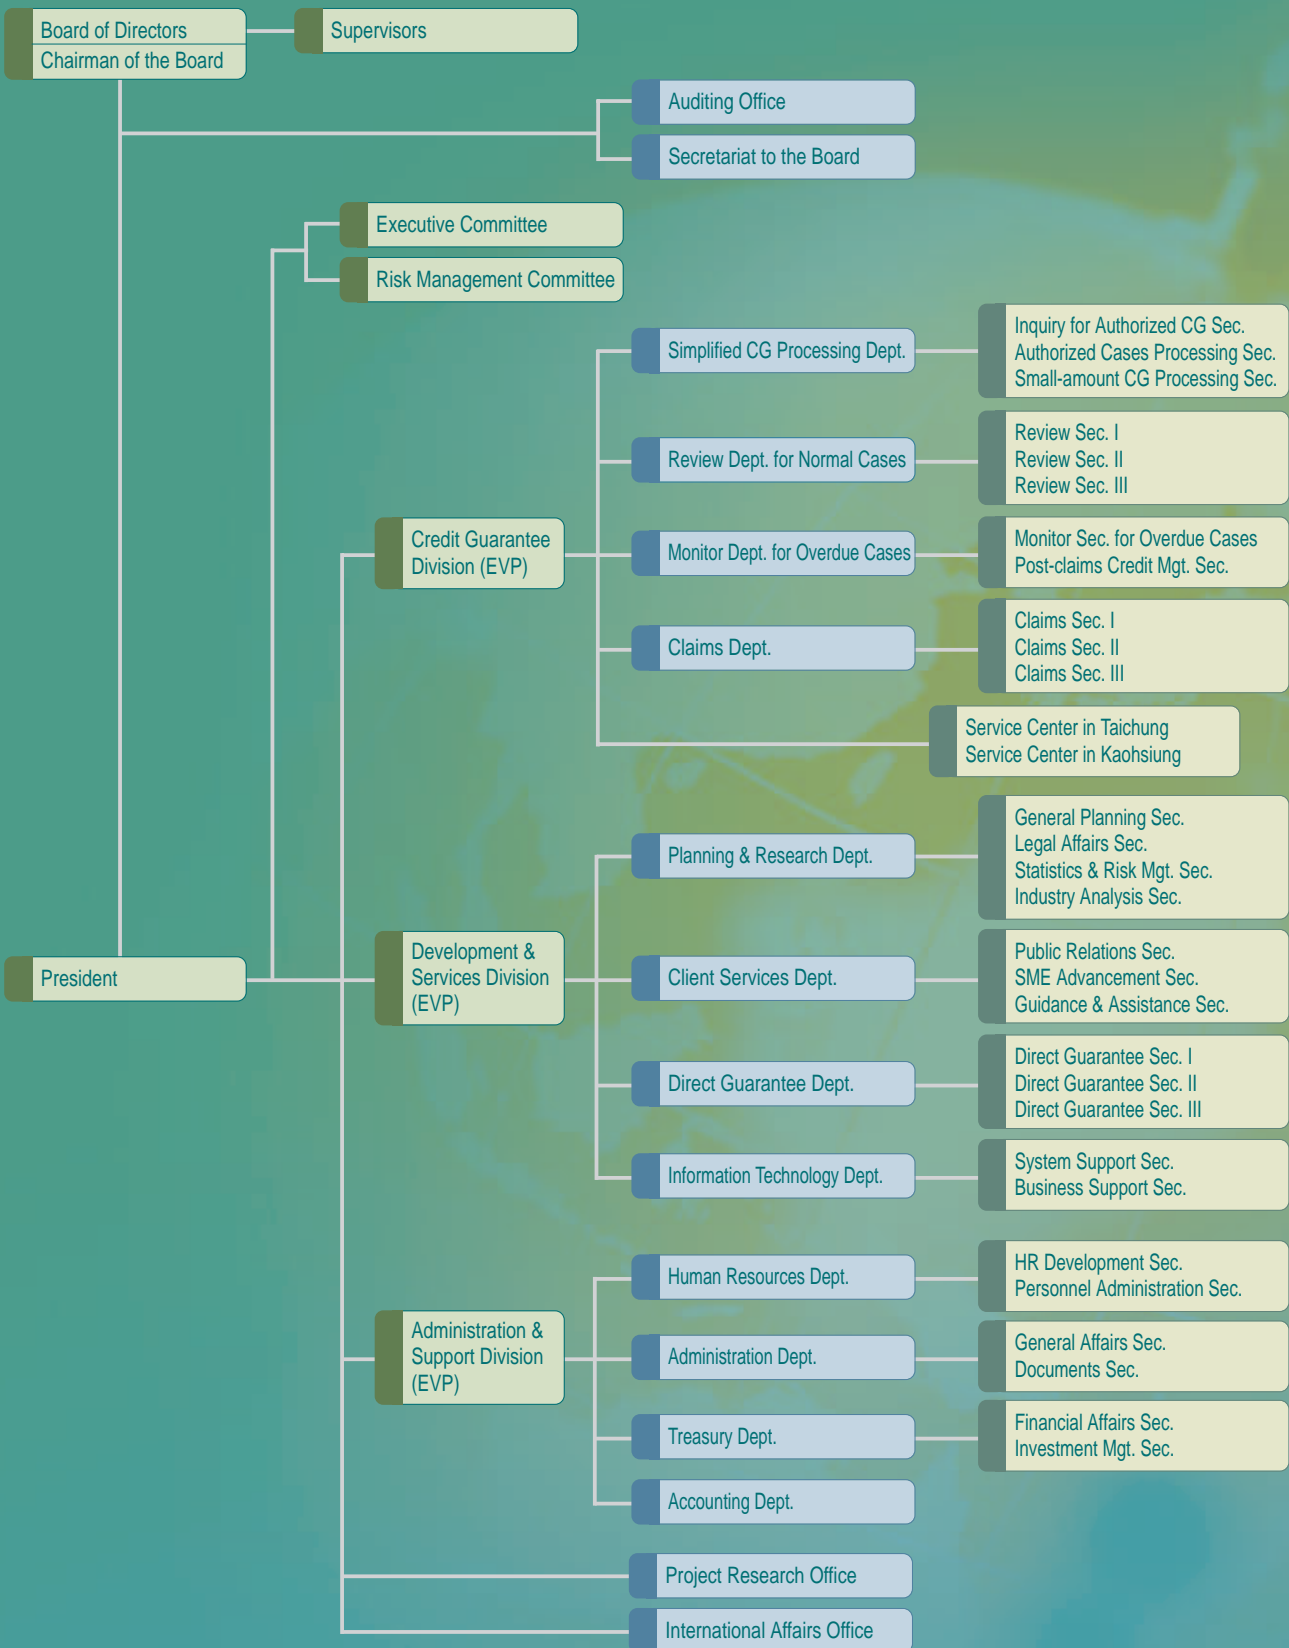 Board of Directors
Chairman of the Board
Supervisors
Auditing Office
Secretariat to the Board
Executive Committee
Risk Management Committee
Simplified CG Processing Dept.
Inquiry for Authorized CG Sec.
Authorized Cases Processing Sec.
Small-amount CG Processing Sec.
Review Dept. for Normal Cases
Review Sec. I
Review Sec. II
Review Sec. III
Credit Guarantee
Division (EVP)
Monitor Dept. for Overdue Cases
Monitor Sec. for Overdue Cases
Post-claims Credit Mgt. Sec.
Claims Dept.
Claims Sec. I
Claims Sec. II
Claims Sec. III
Service Center in Taichung
Service Center in Kaohsiung
Planning & Research Dept.
General Planning Sec.
Legal Affairs Sec.
Statistics & Risk Mgt. Sec.
Industry Analysis Sec.
President
Development &
Services Division
(EVP)
Client Services Dept.
Public Relations Sec.
SME Advancement Sec.
Guidance & Assistance Sec.
Direct Guarantee Dept.
Direct Guarantee Sec. I
Direct Guarantee Sec. II
Direct Guarantee Sec. III
Information Technology Dept.
System Support Sec.
Business Support Sec.
Human Resources Dept.
HR Development Sec.
Personnel Administration Sec.
Administration &
Support Division
(EVP)
Administration Dept.
General Affairs Sec.
Documents Sec.
Treasury Dept.
Financial Affairs Sec.
Investment Mgt. Sec.
Accounting Dept.
Project Research Office
International Affairs Office